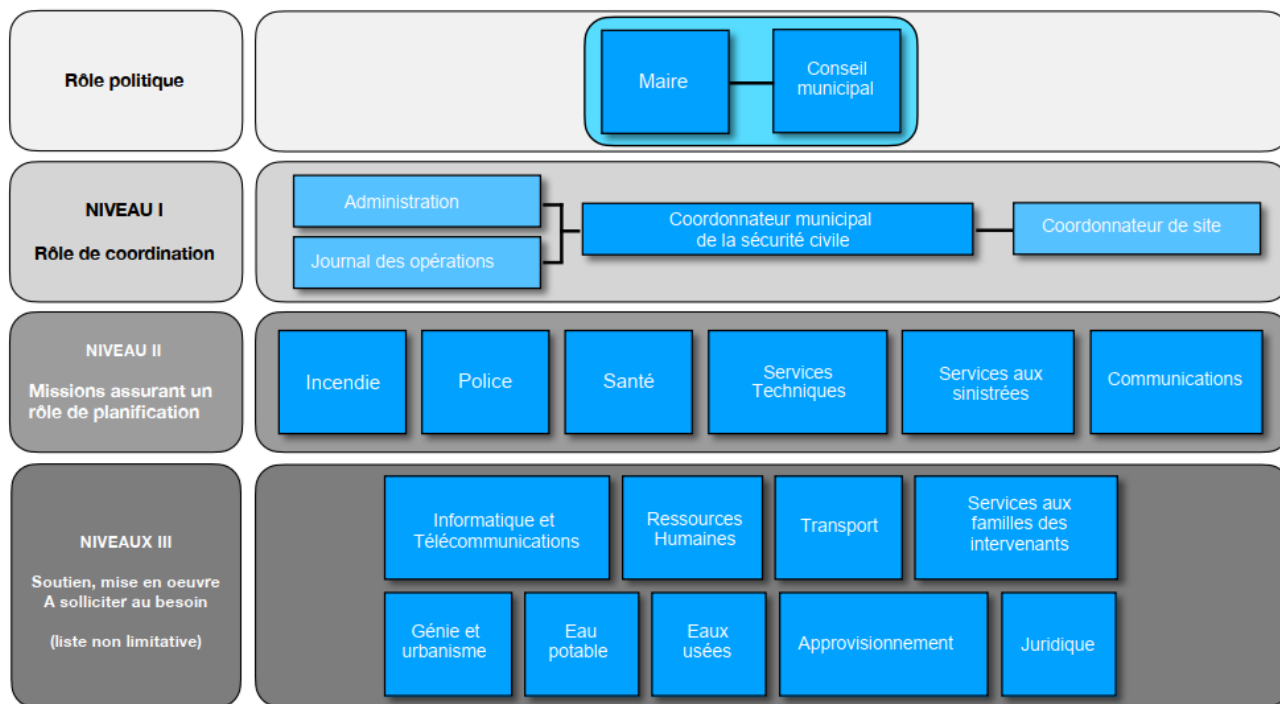 Rôle politique
Maire
Conseil
municipal
NIVEAU I
Rôle de coordination
Administration
Journal des opérations
Coordonnateur municipal
de la sécurité civile
Coordonnateur de site
NIVEAU II
Missions assurant un
rôle de planification
Incendie
Police
Santé
Services
Techniques
Services aux
sinistrées
Communications
NIVEAUX III
Soutien, mise en oeuvre
A solliciter au besoin
(liste non limitative)
Informatique et
Télécommunications
Ressources
Humaines
Transport
Services aux
familles des
intervenants
Génie et
urbanisme
Eau
potable
Eaux
usées
Approvisionnement
Juridique